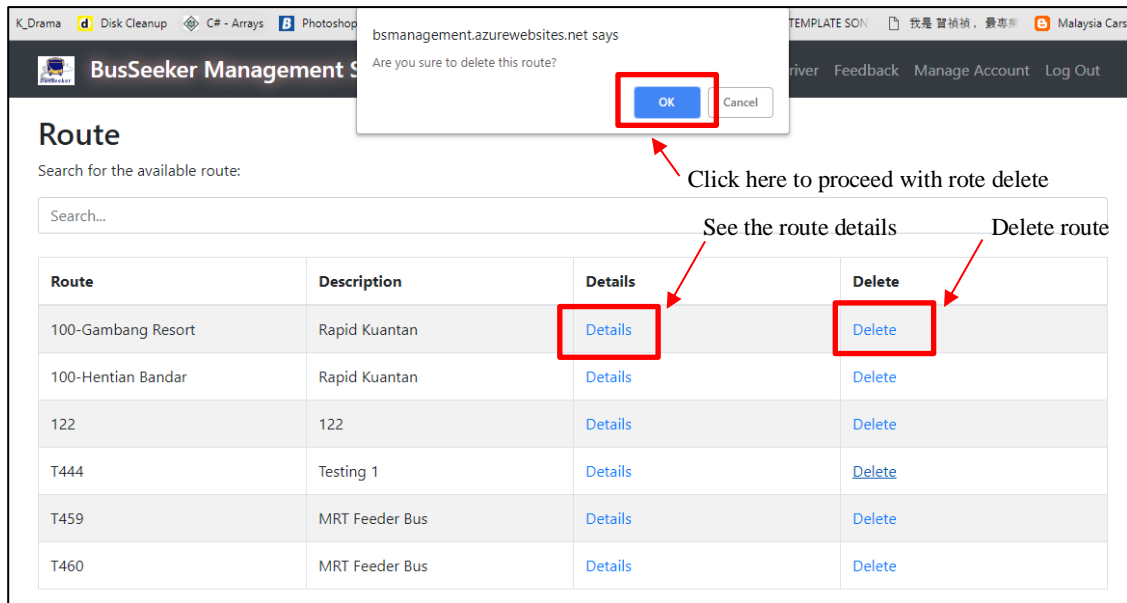 K_Drama Disk Cleanup C# - Arrays Photoshop TEMPLATE SON 我是 賀禎禎， Malaysia Cars
bsmanagement.azurewebsites.net says
Are you sure to delete this route?
OK Cancel
BusSeeker Management S river Feedback Manage Account Log Out
Route
Search for the available route:
Click here to proceed with rote delete
Search...
See the route details Delete route
Route Description Details Delete
100-Gambang Resort Rapid Kuantan Details Delete
100-Hentian Bandar Rapid Kuantan Details Delete
122 122 Details Delete
T444 Testing 1 Details Delete
T459 MRT Feeder Bus Details Delete
T460 MRT Feeder Bus Details Delete